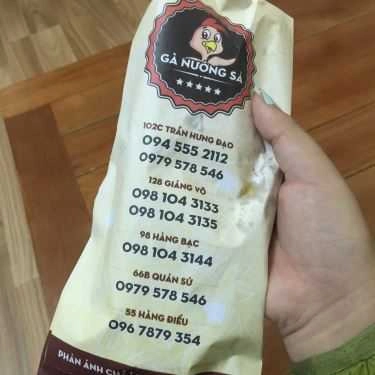 GÀ NƯỚNG SẢ
102C TRẦN HƯNG ĐẠO
094 555 2112
0979 578 546
128 GIẢNG VÕ
098 104 3133
098 104 3135
98 HÀNG BẠC
098 104 3144
66B QUÁN SỨ
0979 578 546
55 HÀNG ĐIẾU
096 7879 354
PHẢN ÁNH